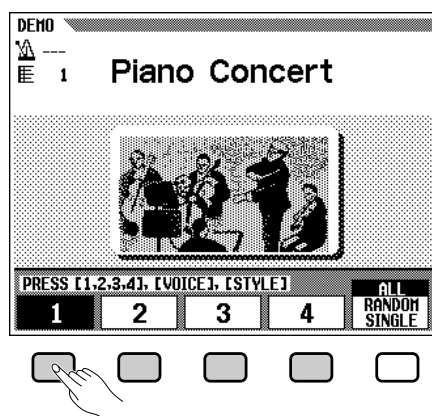 DEMO
---
1
Piano Concert
PRESS [1,2,3,4], [VOICE], [STYLE]
1
2
3
4
ALL
RANDOM
SINGLE